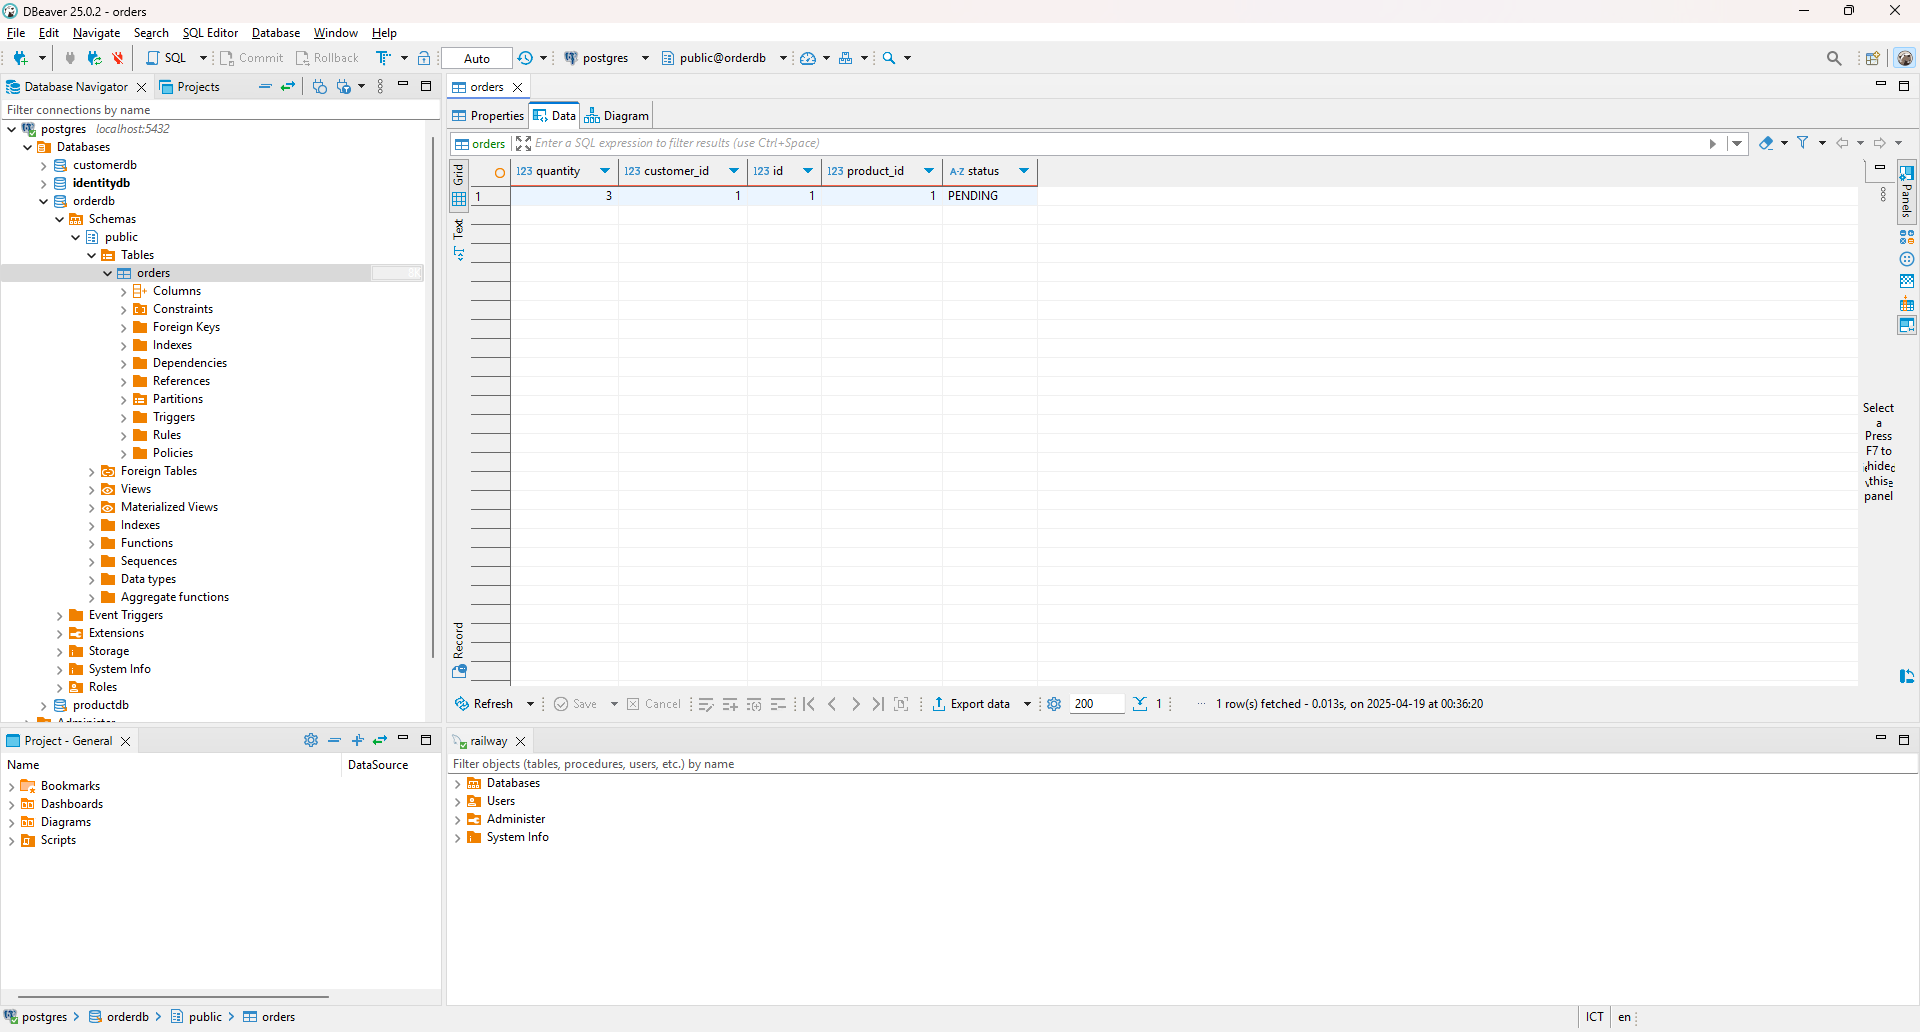 DBeaver 25.0.2 - orders
File Edit Navigate Search SQL Editor Database Window Help
SQL Commit Rollback Auto postgres public@orderdb
Database Navigator Projects
Filter connections by name
postgres localhost:5432
Databases
customerdb
identitydb
orderdb
Schemas
public
Tables
orders 8K
Columns
Constraints
Foreign Keys
Indexes
Dependencies
References
Partitions
Triggers
Rules
Policies
Foreign Tables
Views
Materialized Views
Indexes
Functions
Sequences
Data types
Aggregate functions
Event Triggers
Extensions
Storage
System Info
Roles
productdb
orders
Properties Data Diagram
orders Enter a SQL expression to filter results (use Ctrl+Space)
Grid
Text
Record
123 quantity 123 customer_id 123 id 123 product_id A-Z status
1 3 1 1 1 PENDING
Panels
Select
a
Press
F7 to
hide
this
panel
Refresh Save Cancel Export data 200 1 ··· 1 row(s) fetched - 0.013s, on 2025-04-19 at 00:36:20
Project - General
Name DataSource
Bookmarks
Dashboards
Diagrams
Scripts
railway
Filter objects (tables, procedures, users, etc.) by name
Databases
Users
Administer
System Info
postgres orderdb public orders
ICT en